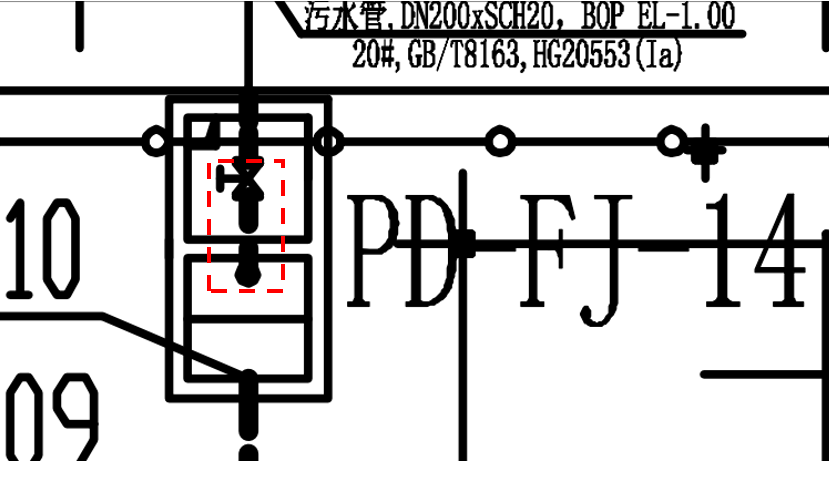 污水管,DN200xSCH20, BOP EL-1.00
20#,GB/T8163,HG20553(Ia)
10
PD-FJ-14
09